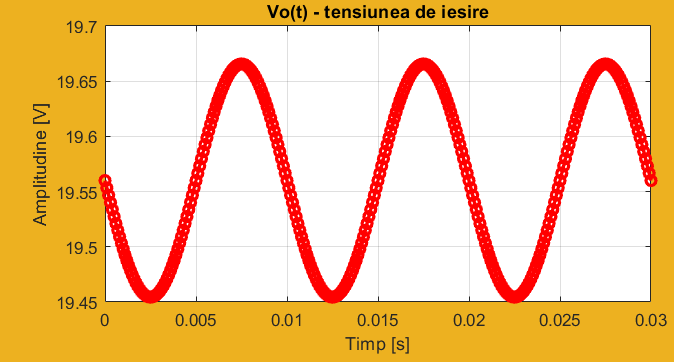 Vo(t) - tensiunea de iesire
19.7
19.65
19.6
19.55
19.5
19.45
Amplitudine [V]
0 0.005 0.01 0.015 0.02 0.025 0.03
Timp [s]